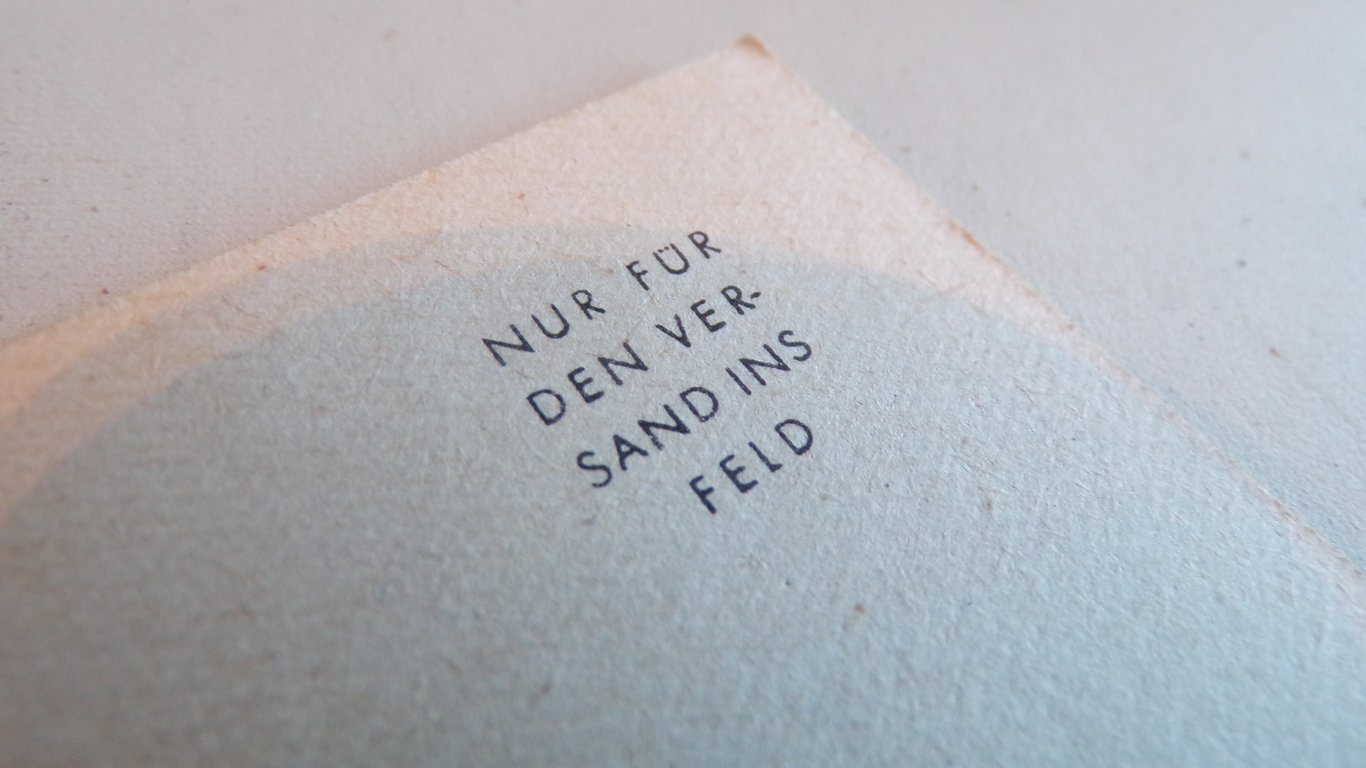 NUR FÜR
DEN VER-
SAND INS
FELD